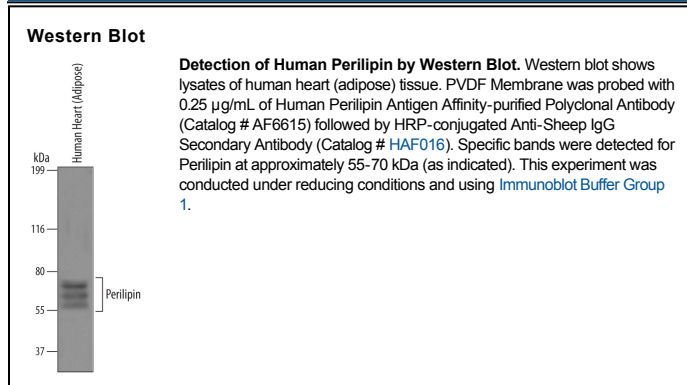 Western Blot
Human Heart (Adipose)
kDa
199
116
80
55
37
Perilipin
Detection of Human Perilipin by Western Blot. Western blot shows
lysates of human heart (adipose) tissue. PVDF Membrane was probed with
0.25 µg/mL of Human Perilipin Antigen Affinity-purified Polyclonal Antibody
(Catalog # AF6615) followed by HRP-conjugated Anti-Sheep IgG
Secondary Antibody (Catalog # HAF016). Specific bands were detected for
Perilipin at approximately 55-70 kDa (as indicated). This experiment was
conducted under reducing conditions and using Immunoblot Buffer Group
1.